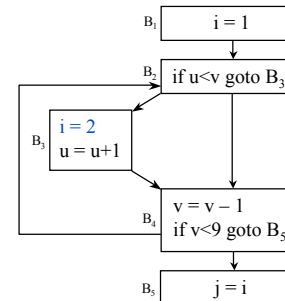 B₁
i = 1
B₂
if u<v goto B₃
B₃
i = 2
u = u+1
B₄
v = v – 1
if v<9 goto B₅
B₅
j = i